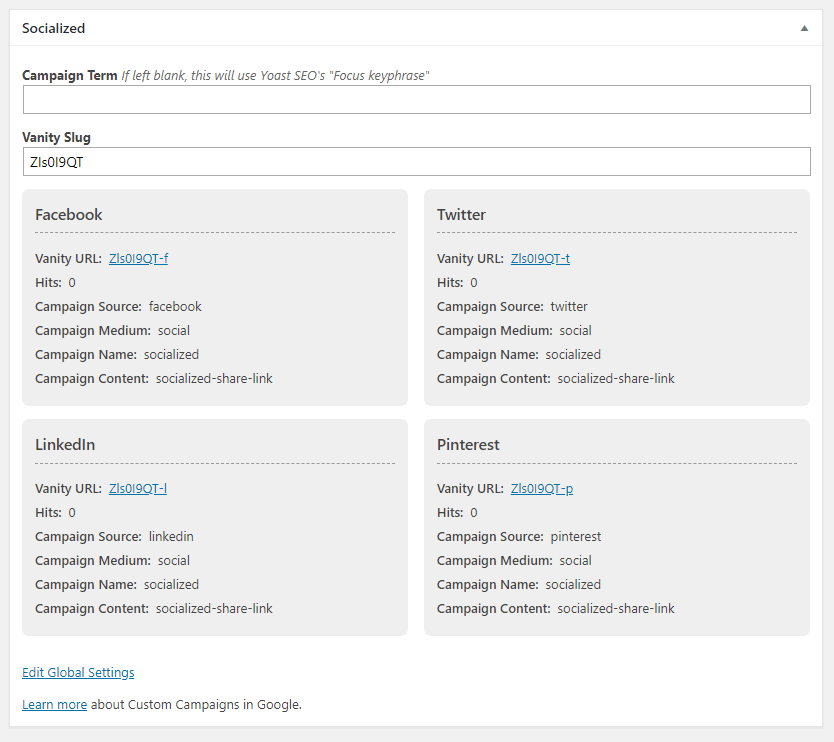 Socialized
Campaign Term If left blank, this will use Yoast SEO's "Focus keyphrase"
Vanity Slug
Zls0I9QT
Facebook
Vanity URL: Zls0I9QT-f
Hits: 0
Campaign Source: facebook
Campaign Medium: social
Campaign Name: socialized
Campaign Content: socialized-share-link
Twitter
Vanity URL: Zls0I9QT-t
Hits: 0
Campaign Source: twitter
Campaign Medium: social
Campaign Name: socialized
Campaign Content: socialized-share-link
LinkedIn
Vanity URL: Zls0I9QT-l
Hits: 0
Campaign Source: linkedin
Campaign Medium: social
Campaign Name: socialized
Campaign Content: socialized-share-link
Pinterest
Vanity URL: Zls0I9QT-p
Hits: 0
Campaign Source: pinterest
Campaign Medium: social
Campaign Name: socialized
Campaign Content: socialized-share-link
Edit Global Settings
Learn more about Custom Campaigns in Google.